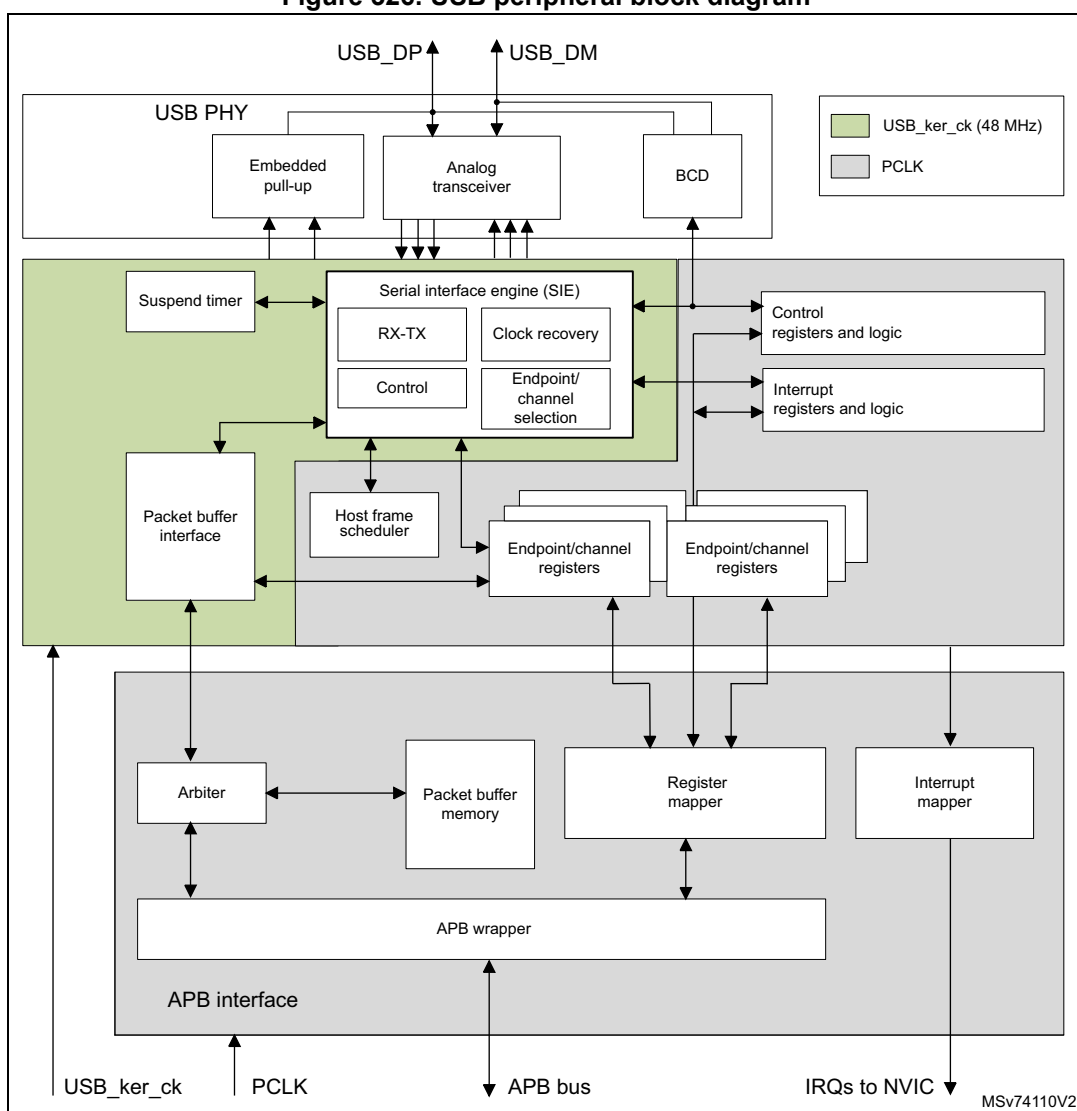 USB_DP
USB_DM
USB PHY
Embedded
pull-up
Analog
transceiver
BCD
USB_ker_ck (48 MHz)
PCLK
Suspend timer
Serial interface engine (SIE)
RX-TX
Clock recovery
Control
Endpoint/
channel
selection
Control
registers and logic
Interrupt
registers and logic
Packet buffer
interface
Host frame
scheduler
Endpoint/channel
registers
Endpoint/channel
registers
Arbiter
Packet buffer
memory
Register
mapper
Interrupt
mapper
APB wrapper
APB interface
USB_ker_ck
PCLK
APB bus
IRQs to NVIC
MSv74110V2